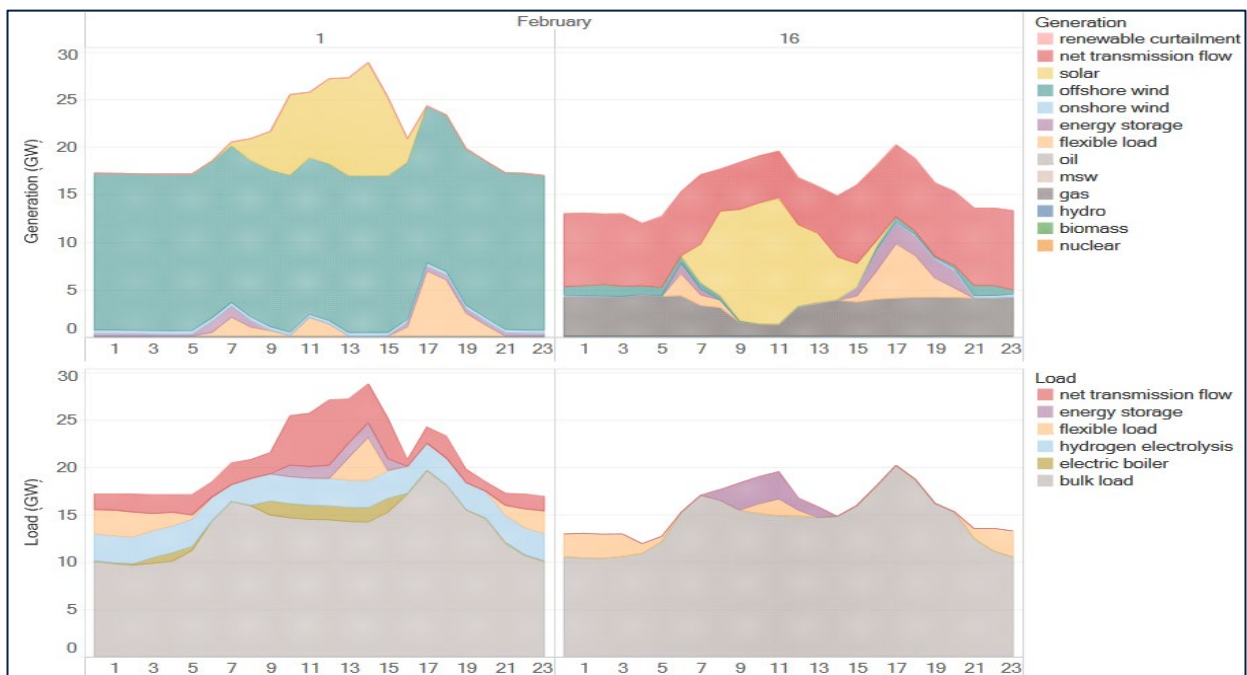 February
1
16
Generation (GW)
30
25
20
15
10
5
0
1 3 5 7 9 11 13 15 17 19 21 23
1 3 5 7 9 11 13 15 17 19 21 23
Generation
renewable curtailment
net transmission flow
solar
offshore wind
onshore wind
energy storage
flexible load
oil
msw
gas
hydro
biomass
nuclear
Load (GW)
30
25
20
15
10
5
0
1 3 5 7 9 11 13 15 17 19 21 23
1 3 5 7 9 11 13 15 17 19 21 23
Load
net transmission flow
energy storage
flexible load
hydrogen electrolysis
electric boiler
bulk load